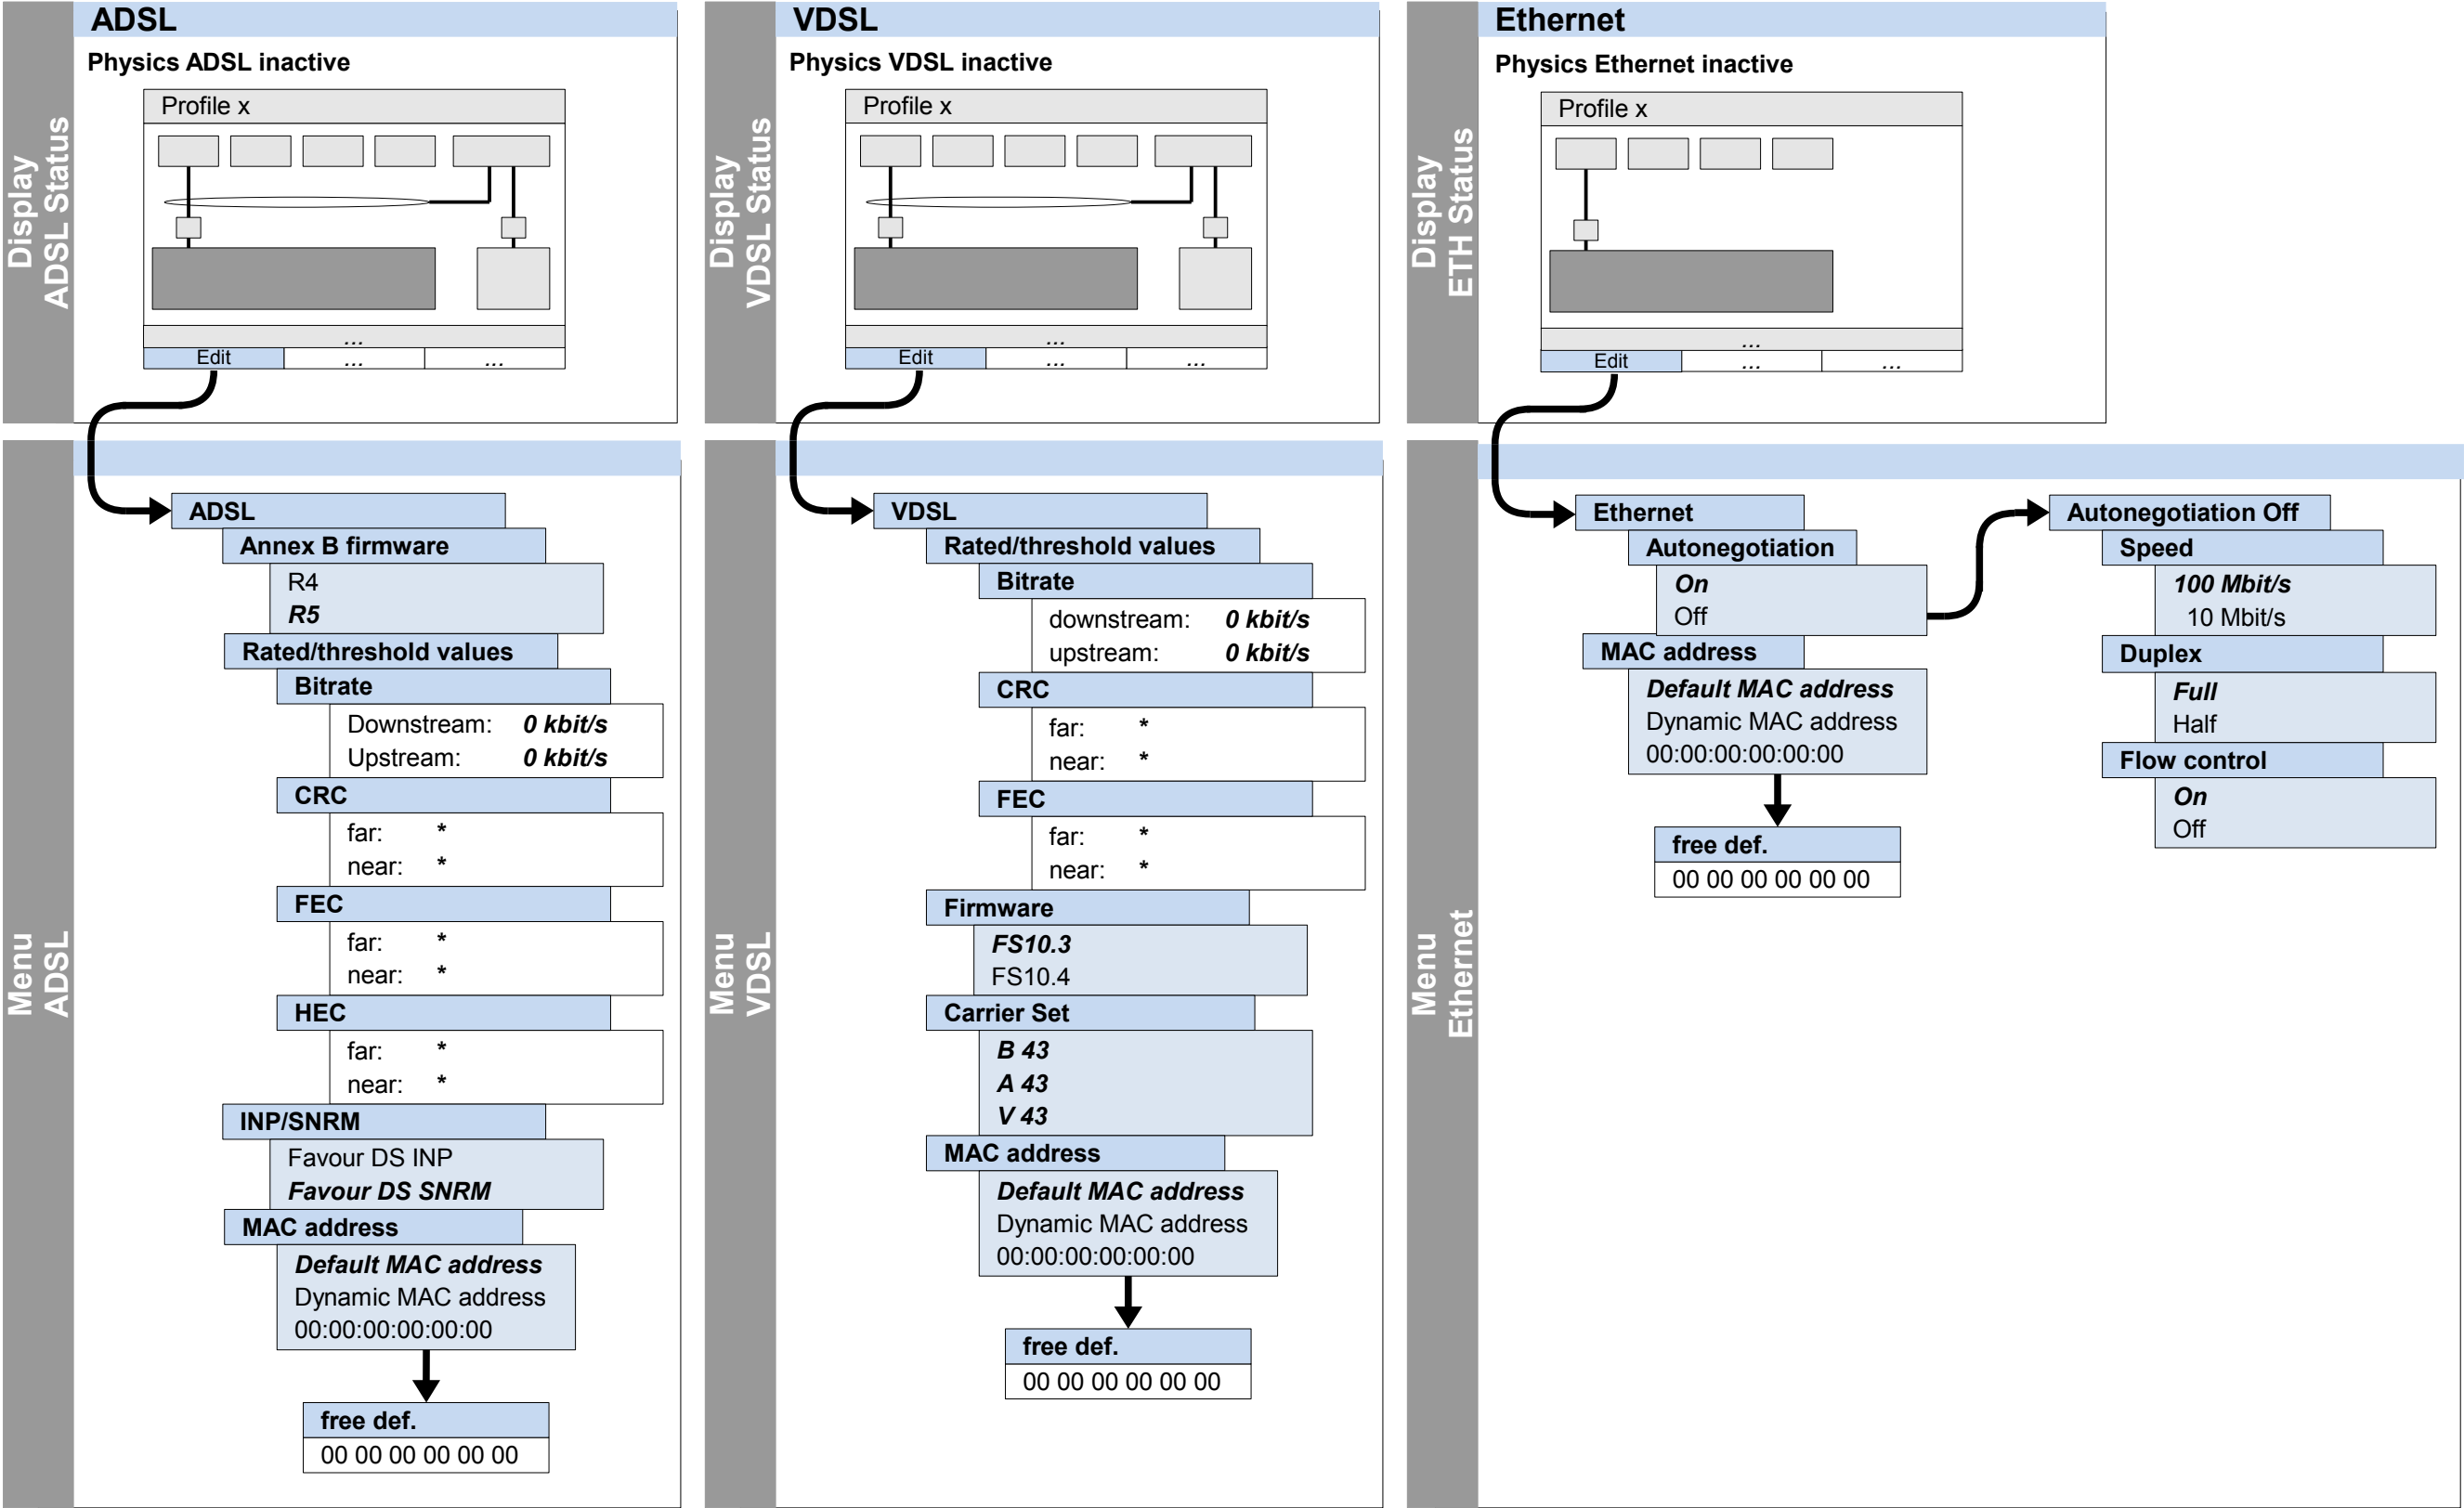 ADSL
Physics ADSL inactive
Display
ADSL Status
Profile x
...
Edit
...
...
Menu
ADSL
ADSL
Annex B firmware
R4
R5
Rated/threshold values
Bitrate
Downstream: 0 kbit/s
Upstream: 0 kbit/s
CRC
far: *
near: *
FEC
far: *
near: *
HEC
far: *
near: *
INP/SNRM
Favour DS INP
Favour DS SNRM
MAC address
Default MAC address
Dynamic MAC address
00:00:00:00:00:00
free def.
00 00 00 00 00 00
VDSL
Physics VDSL inactive
Display
VDSL Status
Profile x
...
Edit
...
...
Menu
VDSL
VDSL
Rated/threshold values
Bitrate
downstream: 0 kbit/s
upstream: 0 kbit/s
CRC
far: *
near: *
FEC
far: *
near: *
Firmware
FS10.3
FS10.4
Carrier Set
B 43
A 43
V 43
MAC address
Default MAC address
Dynamic MAC address
00:00:00:00:00:00
free def.
00 00 00 00 00 00
Ethernet
Physics Ethernet inactive
Display
ETH Status
Profile x
...
Edit
...
...
Menu
Ethernet
Ethernet
Autonegotiation
On
Off
MAC address
Default MAC address
Dynamic MAC address
00:00:00:00:00:00
free def.
00 00 00 00 00 00
Autonegotiation Off
Speed
100 Mbit/s
10 Mbit/s
Duplex
Full
Half
Flow control
On
Off